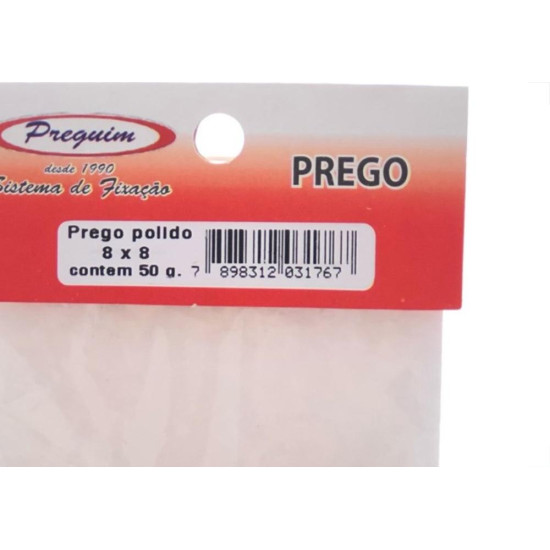 Preguim
desde 1990
Sistema de Fixação
PREGO
Prego polido
8 x 8
contem 50 g.
7 898312 031767